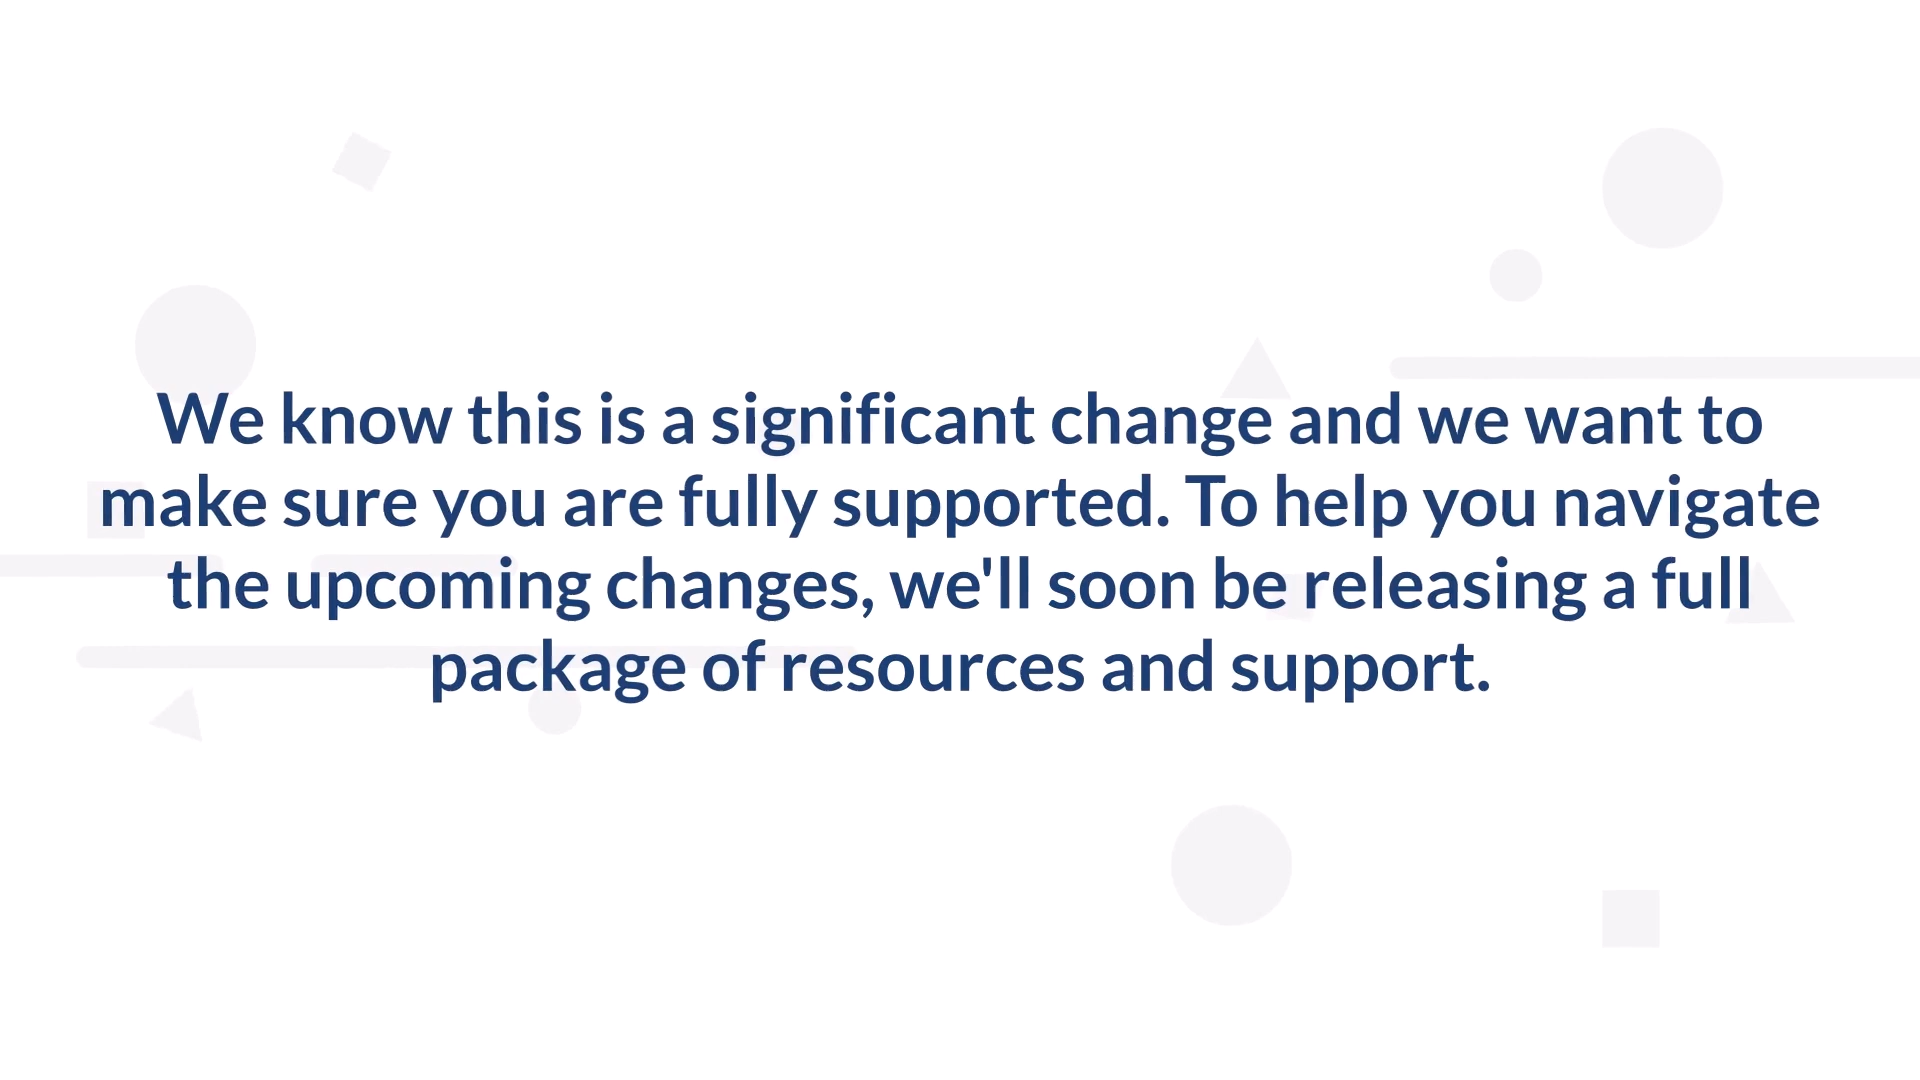 We know this is a significant change and we want to
make sure you are fully supported. To help you navigate
the upcoming changes, we'll soon be releasing a full
package of resources and support.